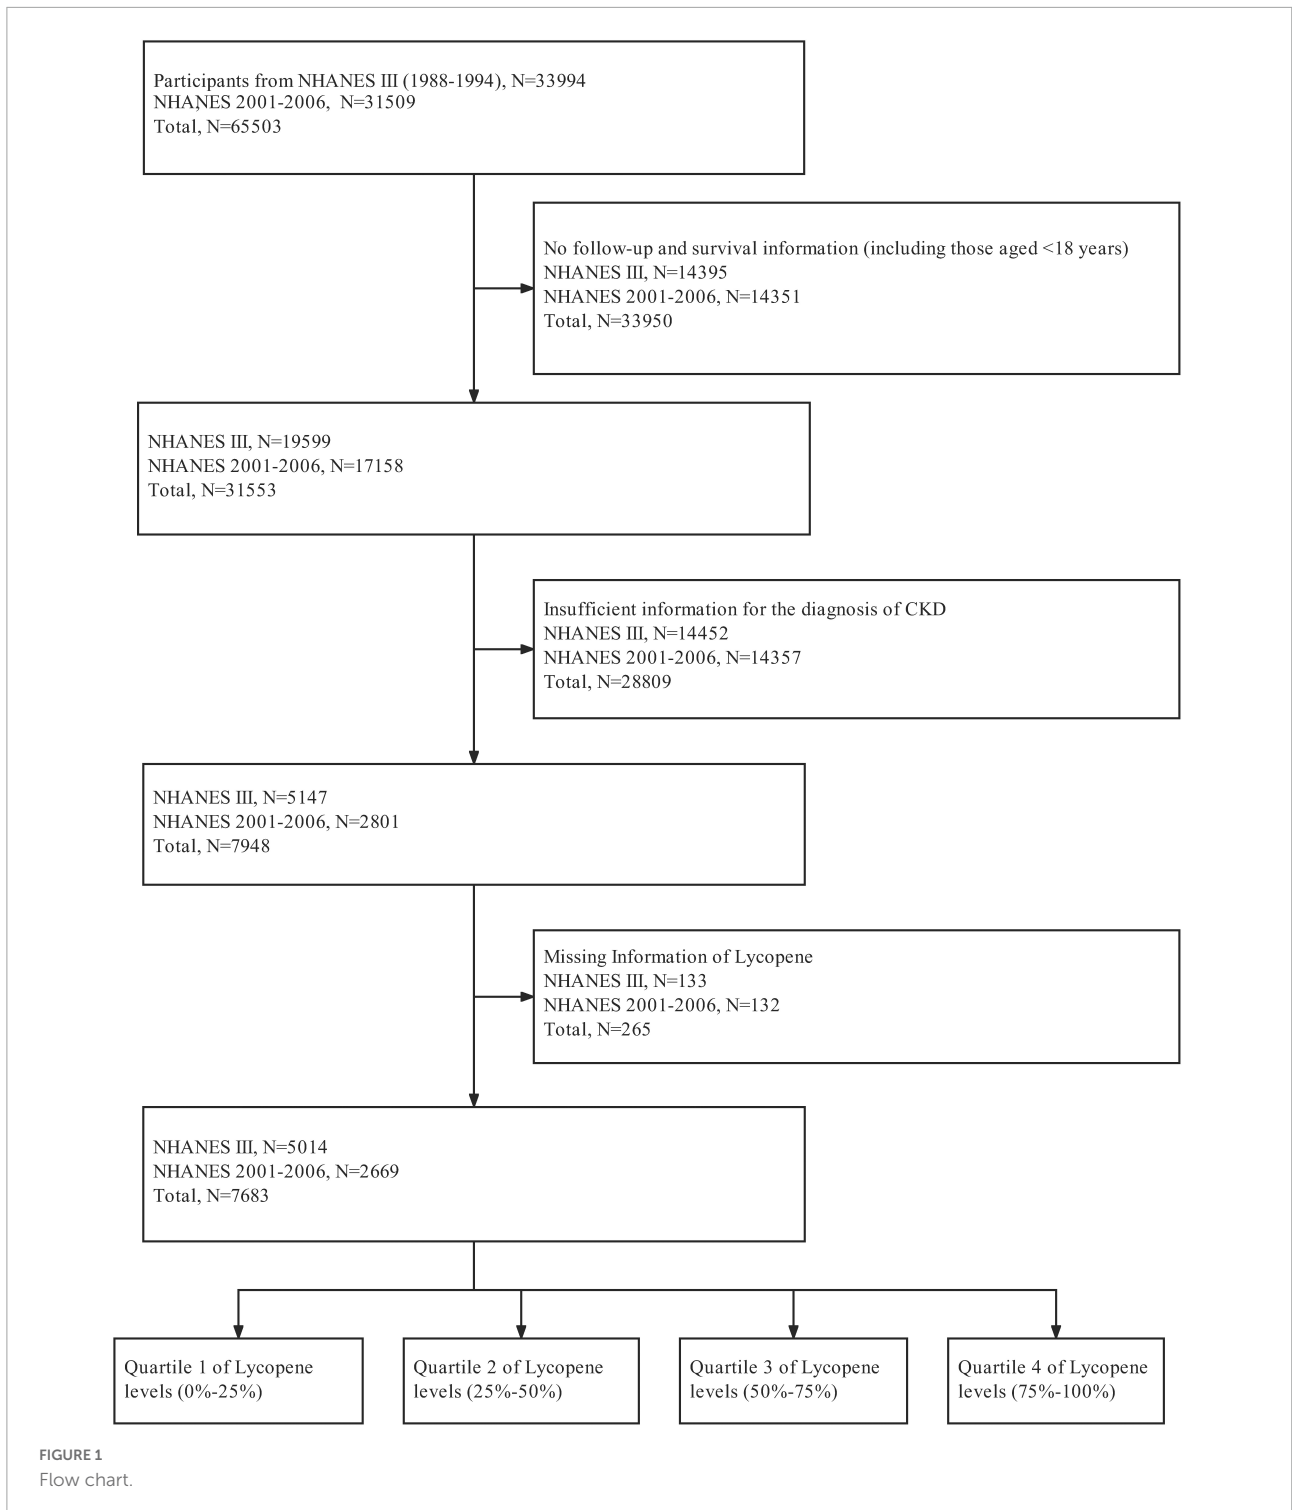 Participants from NHANES III (1988-1994), N=33994
NHANES 2001-2006, N=31509
Total, N=65503
No follow-up and survival information (including those aged <18 years)
NHANES III, N=14395
NHANES 2001-2006, N=14351
Total, N=33950
NHANES III, N=19599
NHANES 2001-2006, N=17158
Total, N=31553
Insufficient information for the diagnosis of CKD
NHANES III, N=14452
NHANES 2001-2006, N=14357
Total, N=28809
NHANES III, N=5147
NHANES 2001-2006, N=2801
Total, N=7948
Missing Information of Lycopene
NHANES III, N=133
NHANES 2001-2006, N=132
Total, N=265
NHANES III, N=5014
NHANES 2001-2006, N=2669
Total, N=7683
Quartile 1 of Lycopene
levels (0%-25%)
Quartile 2 of Lycopene
levels (25%-50%)
Quartile 3 of Lycopene
levels (50%-75%)
Quartile 4 of Lycopene
levels (75%-100%)
FIGURE 1
Flow chart.